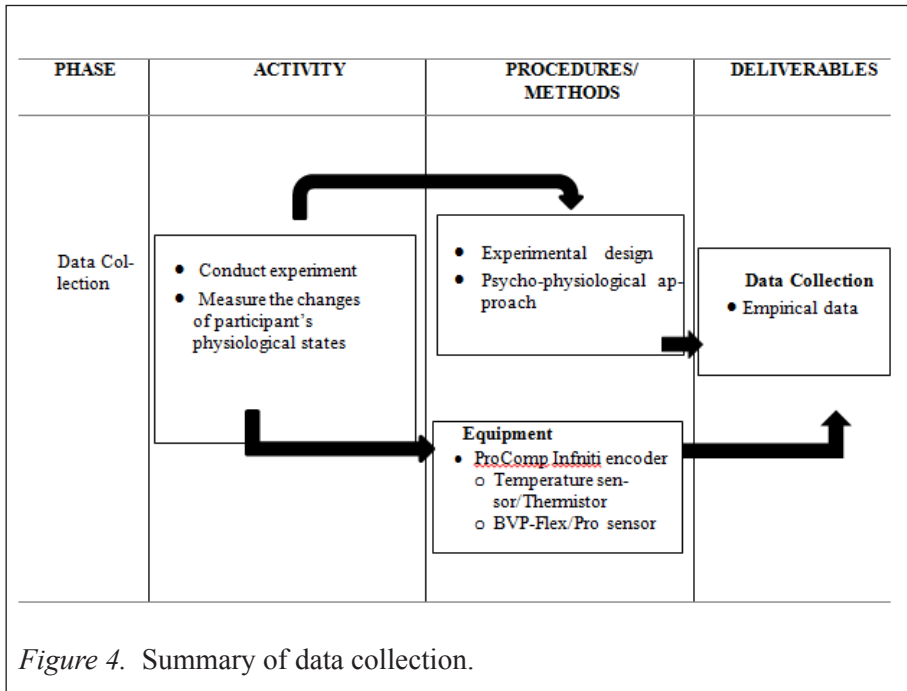 PHASE
ACTIVITY
PROCEDURES/
METHODS
DELIVERABLES
Data Col-
lection
● Conduct experiment
● Measure the changes
of participant’s
physiological states
● Experimental design
● Psycho-physiological ap-
proach
Equipment
● ProComp Infniti encoder
o Temperature sen-
sor/Thermistor
o BVP-Flex/Pro sensor
Data Collection
● Empirical data
Figure 4. Summary of data collection.